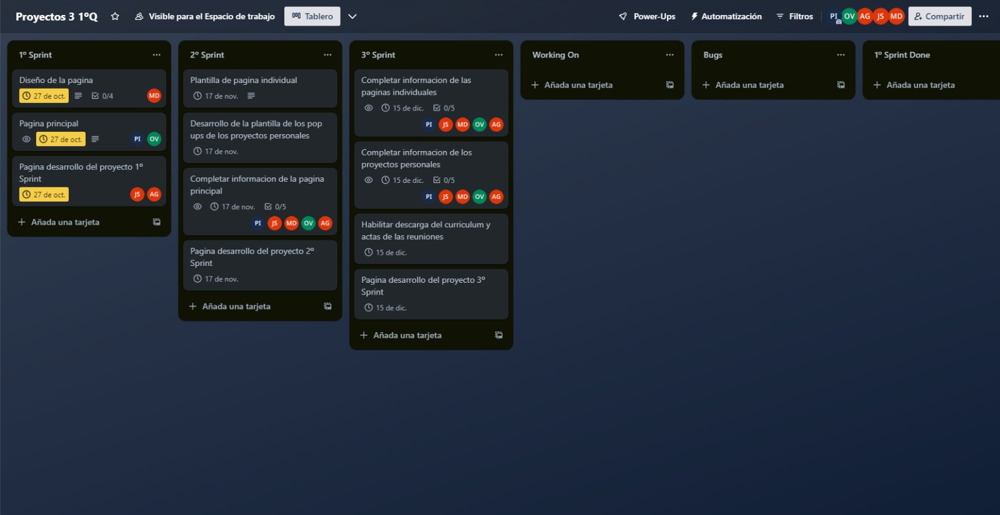 Proyectos 3 1ºQ
Visible para el Espacio de trabajo
Tablero
Power-Ups
Automatización
Filtros
PI
OV
AG
JS
MD
Compartir
1º Sprint
Diseño de la pagina
27 de oct.
0/4
MD
Pagina principal
27 de oct.
PI
OV
Pagina desarrollo del proyecto 1º
Sprint
27 de oct.
JS
AG
Añada una tarjeta
2º Sprint
Plantilla de pagina individual
17 de nov.
Desarrollo de la plantilla de los pop
ups de los proyectos personales
17 de nov.
Completar informacion de la pagina
principal
17 de nov.
0/5
PI
JS
MD
OV
AG
Pagina desarrollo del proyecto 2º
Sprint
17 de nov.
Añada una tarjeta
3º Sprint
Completar informacion de las
paginas individuales
15 de dic.
0/5
PI
JS
MD
OV
AG
Completar informacion de los
proyectos personales
15 de dic.
0/5
PI
JS
MD
OV
AG
Habilitar descarga del curriculum y
actas de las reuniones
15 de dic.
Pagina desarrollo del proyecto 3º
Sprint
15 de dic.
Añada una tarjeta
Working On
Añada una tarjeta
Bugs
Añada una tarjeta
1º Sprint Done
Añada una tarjeta